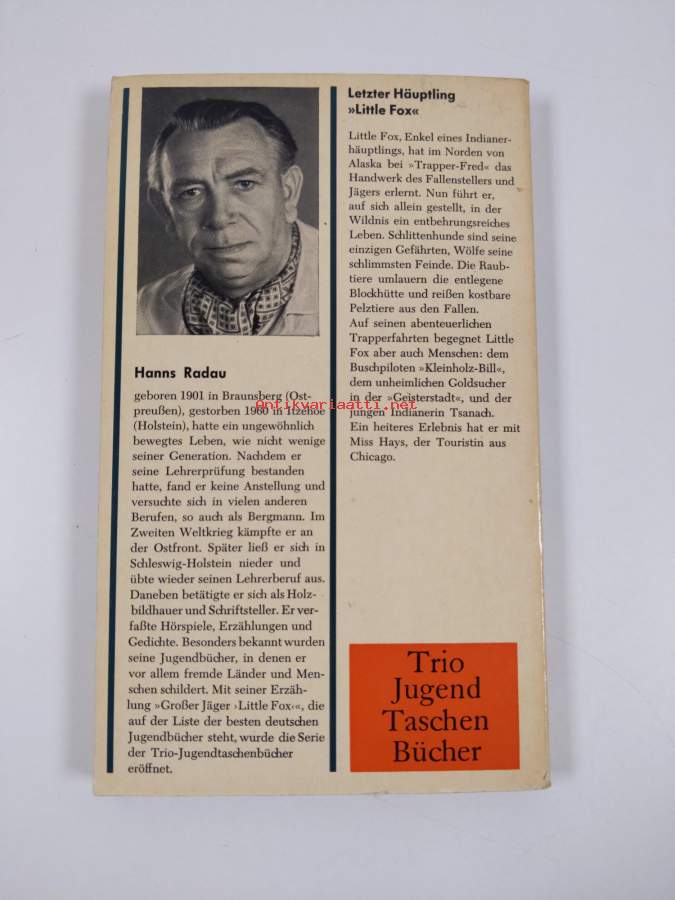 Hanns Radau
geboren 1901 in Braunsberg (Ost-
preußen), gestorben 1960 in Itzehoe
(Holstein), hatte ein ungewöhnlich
bewegtes Leben, wie nicht wenige
seiner Generation. Nachdem er
seine Lehrerprüfung bestanden
hatte, fand er keine Anstellung und
versuchte sich in vielen anderen
Berufen, so auch als Bergmann. Im
Zweiten Weltkrieg kämpfte er an
der Ostfront. Später ließ er sich in
Schleswig-Holstein nieder und
übte wieder seinen Lehrerberuf aus.
Daneben betätigte er sich als Holz-
bildhauer und Schriftsteller. Er ver-
faßte Hörspiele, Erzählungen und
Gedichte. Besonders bekannt wurden
seine Jugendbücher, in denen er
vor allem fremde Länder und Men-
schen schildert. Mit seiner Erzäh-
lung »Großer Jäger ›Little Fox‹«, die
auf der Liste der besten deutschen
Jugendbücher steht, wurde die Serie
der Trio-Jugendtaschenbücher
eröffnet.
Letzter Häuptling
»Little Fox«
Little Fox, Enkel eines Indianer-
häuptlings, hat im Norden von
Alaska bei »Trapper-Fred« das
Handwerk des Fallenstellers und
Jägers erlernt. Nun führt er,
auf sich allein gestellt, in der
Wildnis ein entbehrungsreiches
Leben. Schlittenhunde sind seine
einzigen Gefährten, Wölfe seine
schlimmsten Feinde. Die Raub-
tiere umlauern die entlegene
Blockhütte und reißen kostbare
Pelztiere aus den Fallen.
Auf seinen abenteuerlichen
Trapperfahrten begegnet Little
Fox aber auch Menschen: dem
Buschpiloten »Kleinholz-Bill«,
dem unheimlichen Goldsucher
in der »Geisterstadt«, und der
jungen Indianerin Tsanach.
Ein heiteres Erlebnis hat er mit
Miss Hays, der Touristin aus
Chicago.
Trio
Jugend
Taschen
Bücher
Antikvariaatti.net